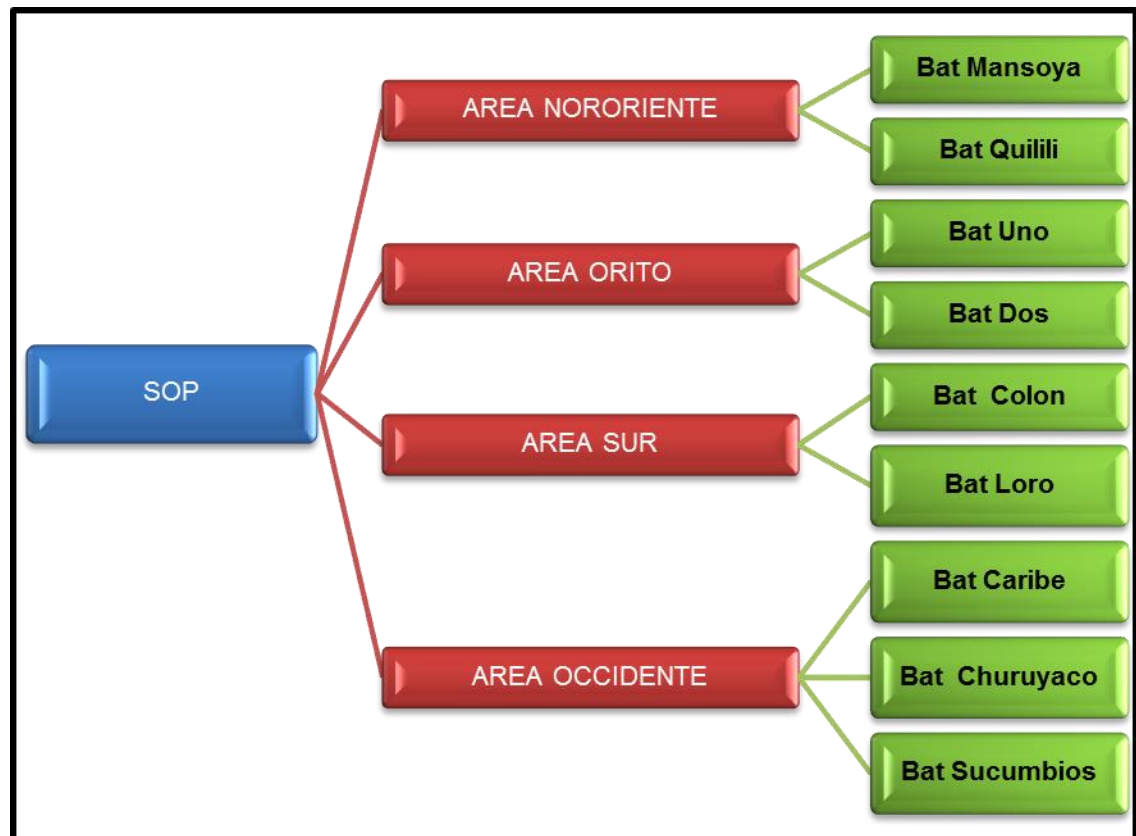 SOP
AREA NORORIENTE
Bat Mansoya
Bat Quilili
AREA ORITO
Bat Uno
Bat Dos
AREA SUR
Bat Colon
Bat Loro
AREA OCCIDENTE
Bat Caribe
Bat Churuyaco
Bat Sucumbios